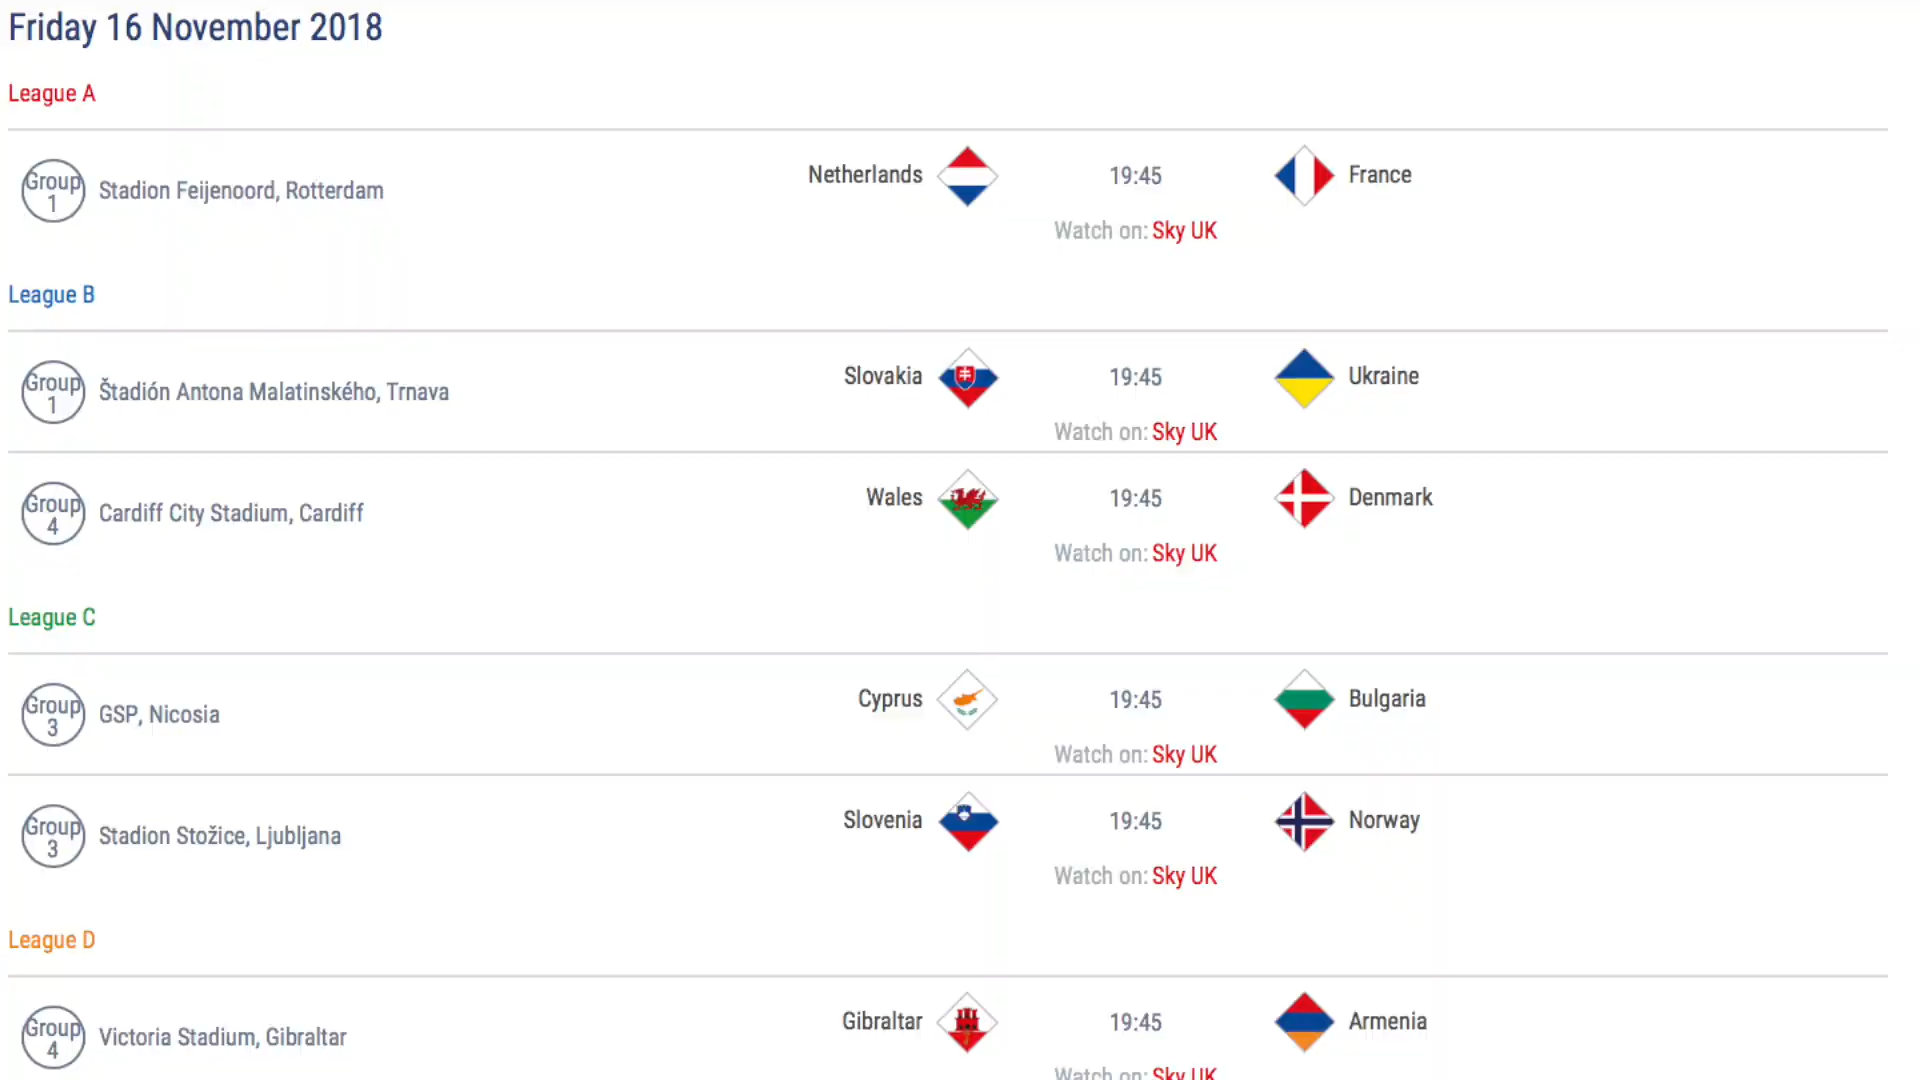 Friday 16 November 2018
League A
Group 1
Stadion Feijenoord, Rotterdam
Netherlands 19:45 France
Watch on: Sky UK
League B
Group 1
Štadión Antona Malatinského, Trnava
Slovakia 19:45 Ukraine
Watch on: Sky UK
Group 4
Cardiff City Stadium, Cardiff
Wales 19:45 Denmark
Watch on: Sky UK
League C
Group 3
GSP, Nicosia
Cyprus 19:45 Bulgaria
Watch on: Sky UK
Group 3
Stadion Stožice, Ljubljana
Slovenia 19:45 Norway
Watch on: Sky UK
League D
Group 4
Victoria Stadium, Gibraltar
Gibraltar 19:45 Armenia
Watch on: Sky UK